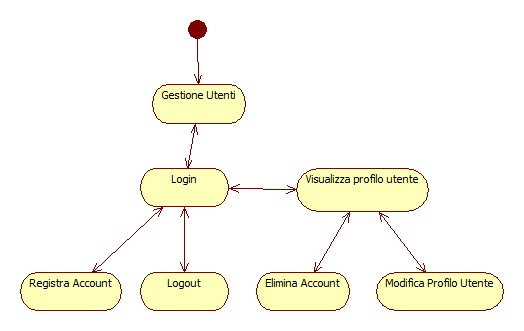 Gestione Utenti
Login
Visualizza profilo utente
Registra Account
Logout
Elimina Account
Modifica Profilo Utente